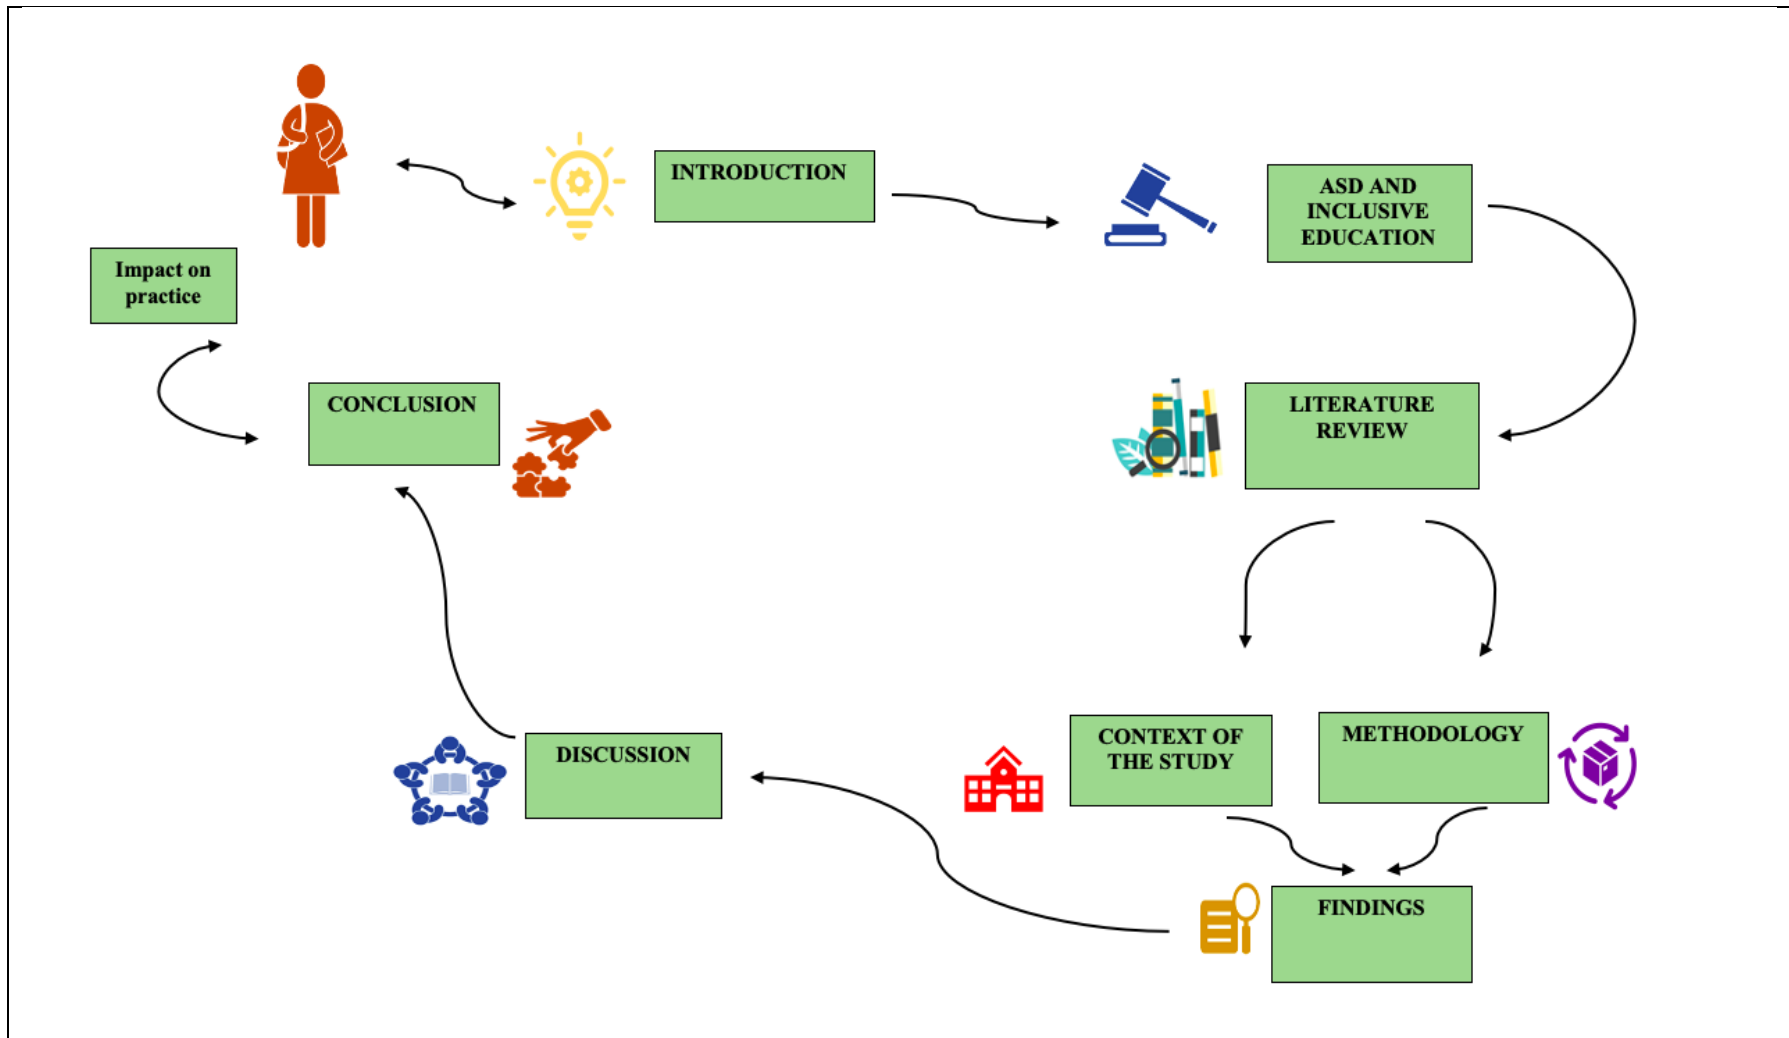 INTRODUCTION
ASD AND
INCLUSIVE
EDUCATION
Impact on
practice
CONCLUSION
LITERATURE
REVIEW
CONTEXT OF
THE STUDY
METHODOLOGY
DISCUSSION
FINDINGS